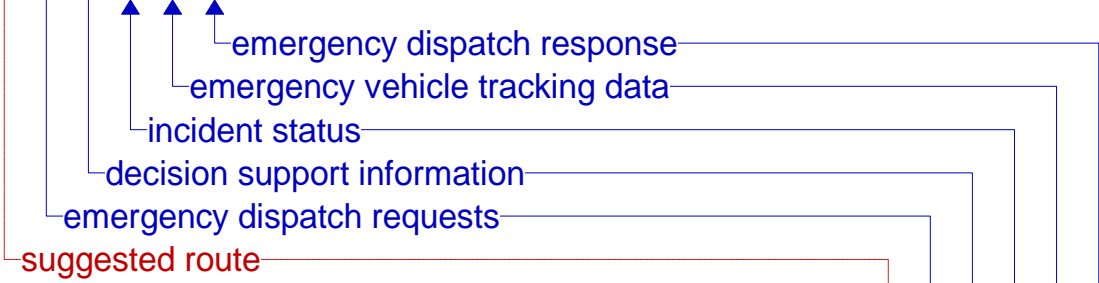 emergency dispatch response
emergency vehicle tracking data
incident status
decision support information
emergency dispatch requests
suggested route